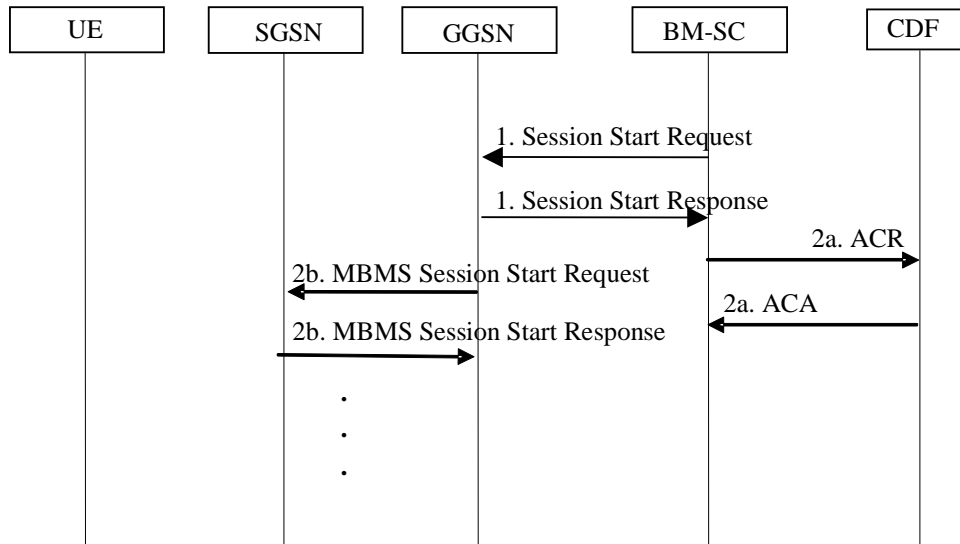 UE
SGSN
GGSN
BM-SC
CDF
1. Session Start Request
1. Session Start Response
2a. ACR
2b. MBMS Session Start Request
2a. ACA
2b. MBMS Session Start Response
.
.
.